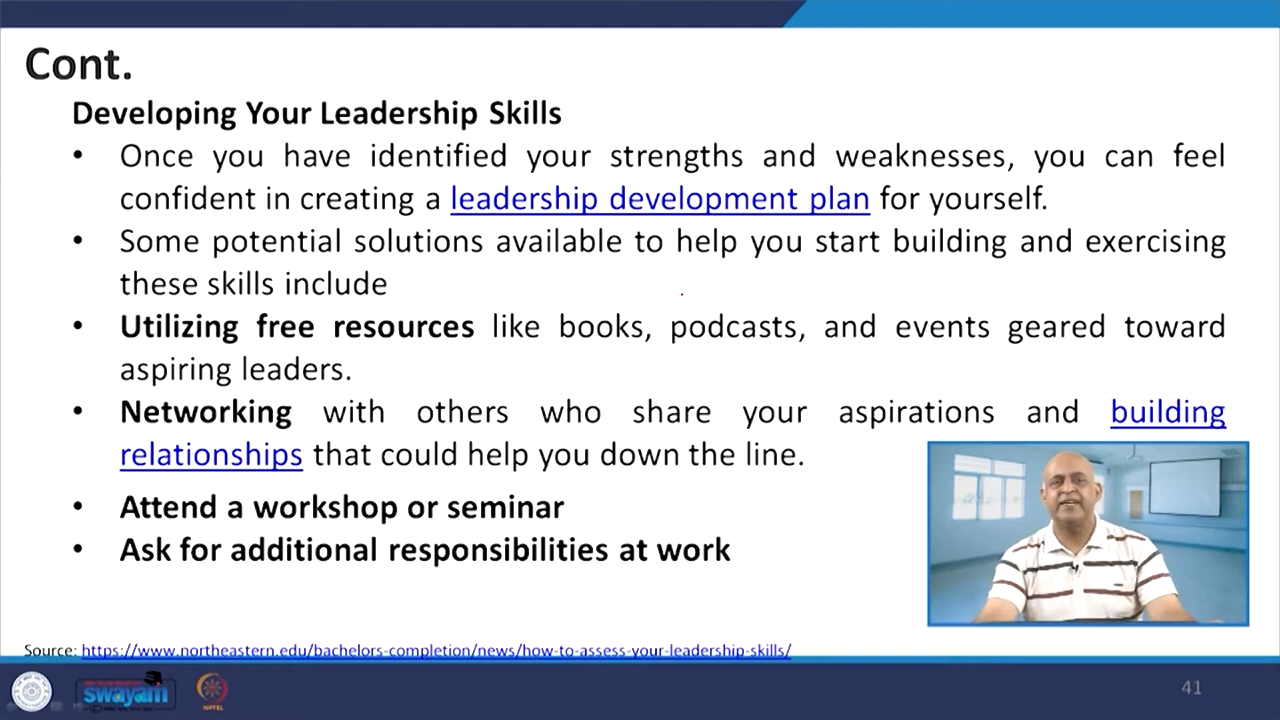 Cont.
Developing Your Leadership Skills
• Once you have identified your strengths and weaknesses, you can feel
confident in creating a leadership development plan for yourself.
• Some potential solutions available to help you start building and exercising
these skills include
• Utilizing free resources like books, podcasts, and events geared toward
aspiring leaders.
• Networking with others who share your aspirations and building
relationships that could help you down the line.
• Attend a workshop or seminar
• Ask for additional responsibilities at work
Source: https://www.northeastern.edu/bachelors-completion/news/how-to-assess-your-leadership-skills/
swayam
NPTEL
41